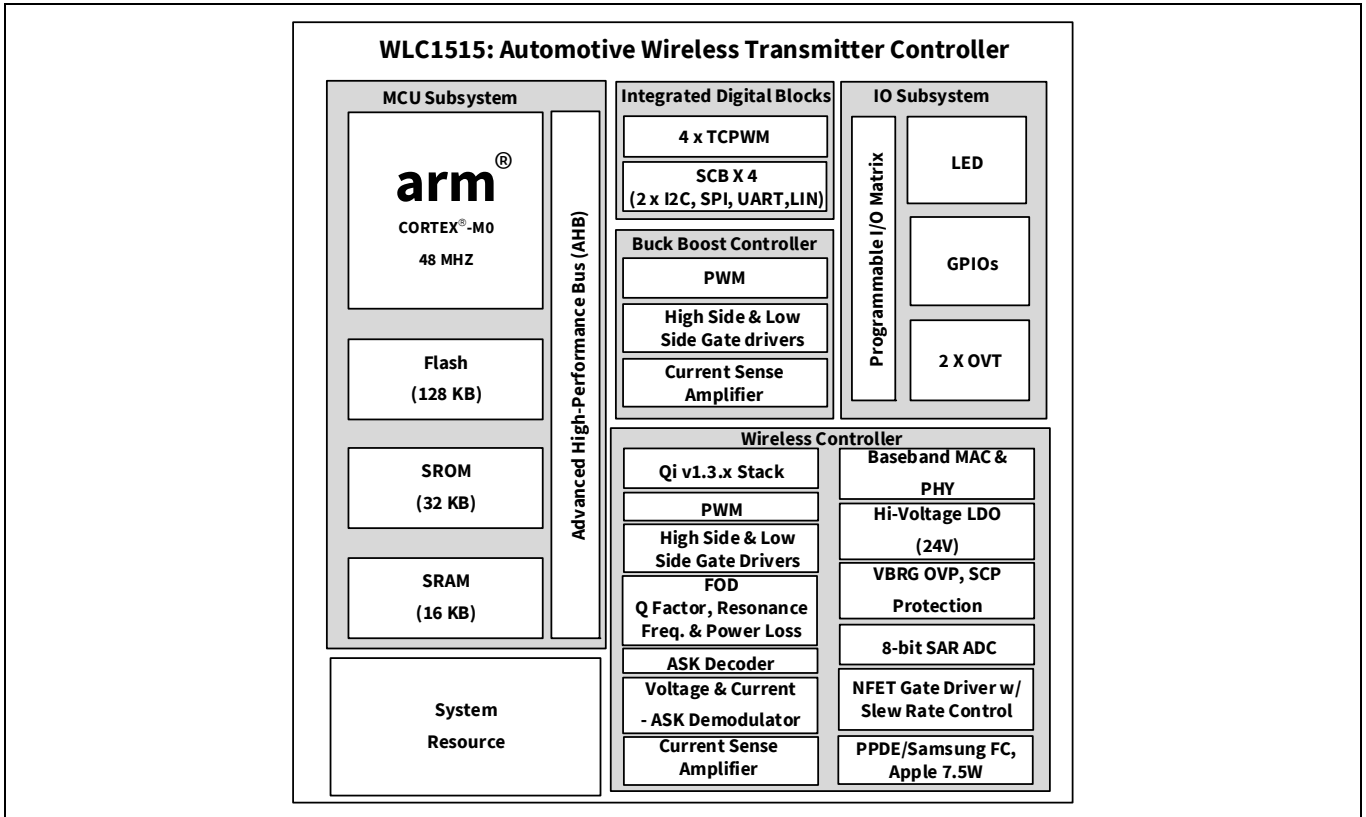 WLC1515: Automotive Wireless Transmitter Controller
MCU Subsystem
arm®
CORTEX®-M0
48 MHZ
Flash
(128 KB)
SROM
(32 KB)
SRAM
(16 KB)
Advanced High-Performance Bus (AHB)
System
Resource
Integrated Digital Blocks
4 x TCPWM
SCB X 4
(2 x I2C, SPI, UART,LIN)
Buck Boost Controller
PWM
High Side & Low
Side Gate drivers
Current Sense
Amplifier
IO Subsystem
Programmable I/O Matrix
LED
GPIOs
2 X OVT
Wireless Controller
Qi v1.3.x Stack
PWM
High Side & Low
Side Gate Drivers
FOD
Q Factor, Resonance
Freq. & Power Loss
ASK Decoder
Voltage & Current
- ASK Demodulator
Current Sense
Amplifier
Baseband MAC &
PHY
Hi-Voltage LDO
(24V)
VBRG OVP, SCP
Protection
8-bit SAR ADC
NFET Gate Driver w/
Slew Rate Control
PPDE/Samsung FC,
Apple 7.5W